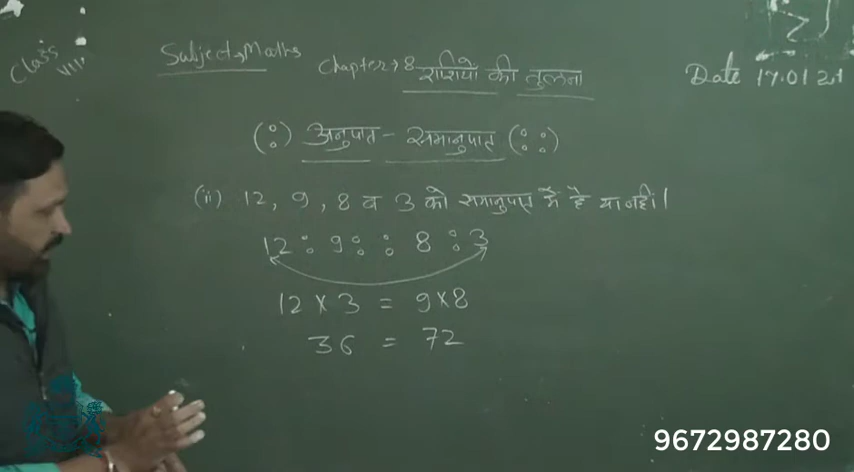 Class VIII
Subject → Maths
Chapter → 8 राशियो की तुलना
Date 17.01.21
(:) अनुपात - समानुपात (::)
(ii) 12, 9, 8 व 3 को समानुपात में है या नहीं।
12 : 9 :: 8 : 3
12 × 3 = 9 × 8
36 = 72
9672987280